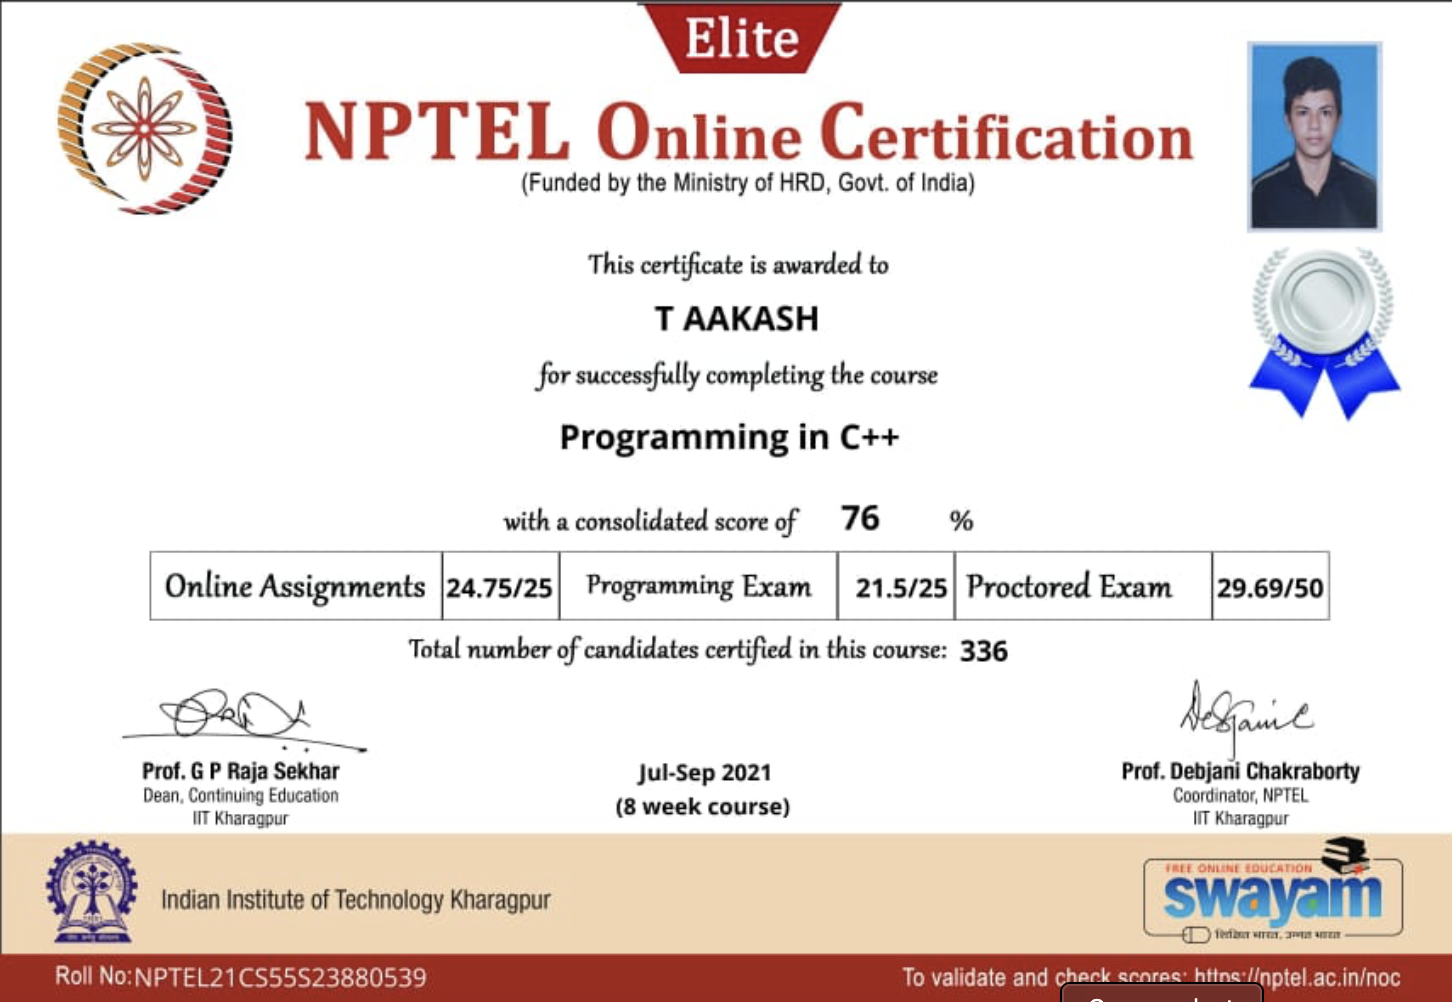 Elite
NPTEL Online Certification
(Funded by the Ministry of HRD, Govt. of India)
This certificate is awarded to
T AAKASH
for successfully completing the course
Programming in C++
with a consolidated score of 76 %
Online Assignments 24.75/25 Programming Exam 21.5/25 Proctored Exam 29.69/50
Total number of candidates certified in this course: 336
Prof. G P Raja Sekhar
Dean, Continuing Education
IIT Kharagpur
Jul-Sep 2021
(8 week course)
Prof. Debjani Chakraborty
Coordinator, NPTEL
IIT Kharagpur
Indian Institute of Technology Kharagpur
FREE ONLINE EDUCATION
swayam
शिक्षित भारत, उन्नत भारत
Roll No: NPTEL21CS55S23880539
To validate and check scores: https://nptel.ac.in/noc